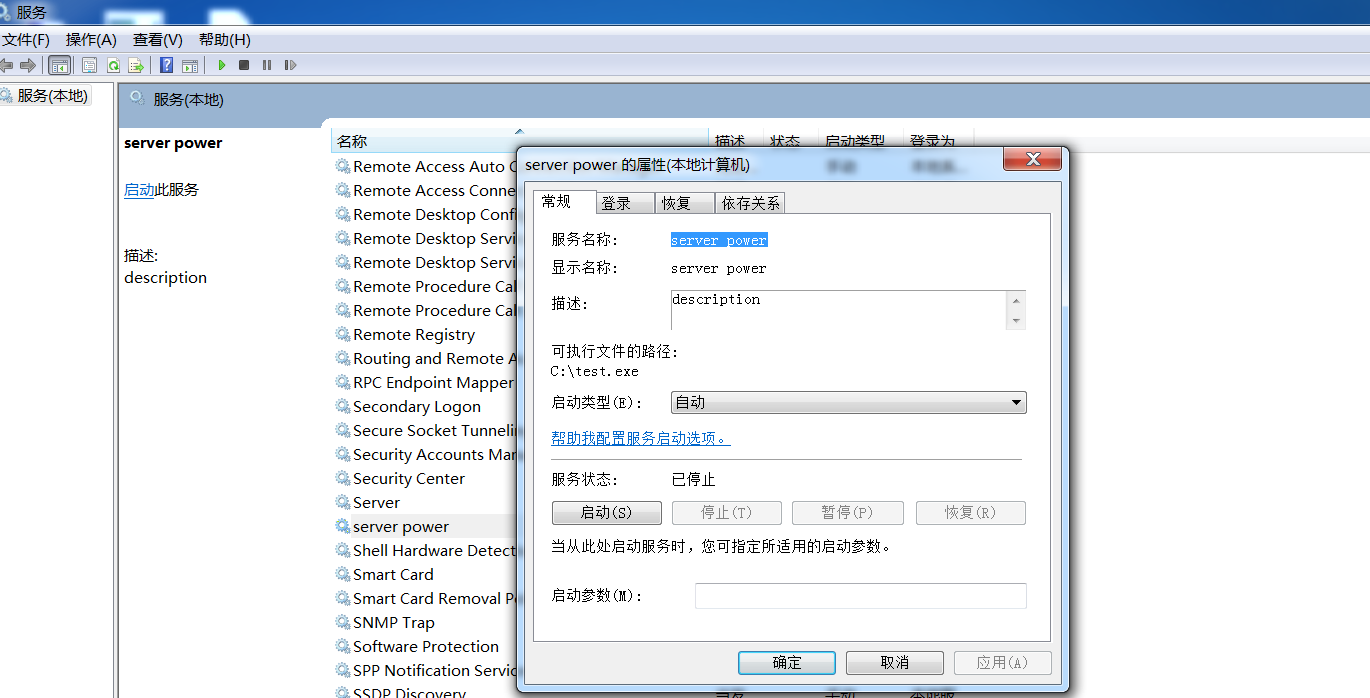 服务
文件(F) 操作(A) 查看(V) 帮助(H)
服务(本地)
服务(本地)
server power
启动此服务
描述:
description
名称 描述 状态 启动类型 登录为
Remote Access Auto C
Remote Access Conne
Remote Desktop Confi
Remote Desktop Servi
Remote Desktop Servi
Remote Procedure Cal
Remote Procedure Cal
Remote Registry
Routing and Remote A
RPC Endpoint Mapper
Secondary Logon
Secure Socket Tunnelin
Security Accounts Man
Security Center
Server
server power
Shell Hardware Detect
Smart Card
Smart Card Removal Po
SNMP Trap
Software Protection
SPP Notification Servic
SSDP Discovery
server power 的属性(本地计算机)
常规 登录 恢复 依存关系
服务名称: server power
显示名称: server power
描述: description
可执行文件的路径:
C:\test.exe
启动类型(E): 自动
帮助我配置服务启动选项。
服务状态: 已停止
启动(S) 停止(T) 暂停(P) 恢复(R)
当从此处启动服务时，您可指定所适用的启动参数。
启动参数(M):
确定 取消 应用(A)